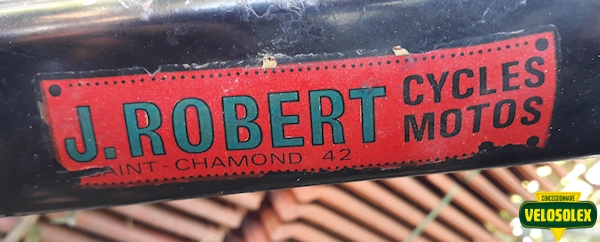 J.ROBERT
CYCLES
MOTOS
AINT-CHAMOND 42
CONCESSIONNAIRE
VELOSOLEX